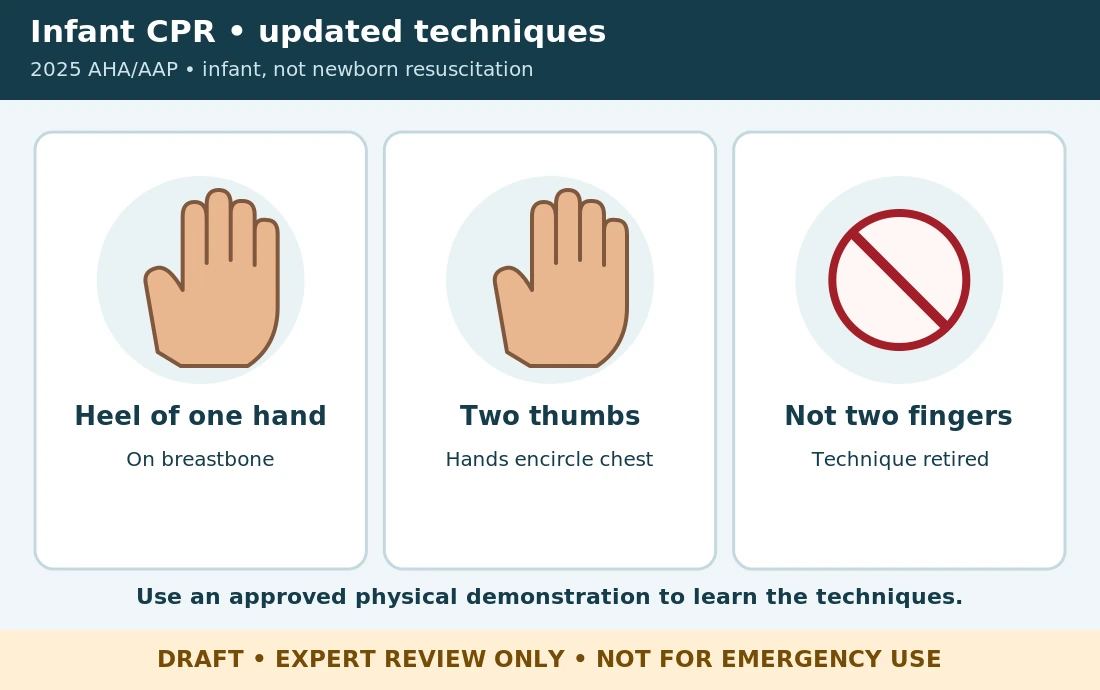 Infant CPR • updated techniques
2025 AHA/AAP • infant, not newborn resuscitation
Heel of one hand
On breastbone
Two thumbs
Hands encircle chest
Not two fingers
Technique retired
Use an approved physical demonstration to learn the techniques.
DRAFT • EXPERT REVIEW ONLY • NOT FOR EMERGENCY USE